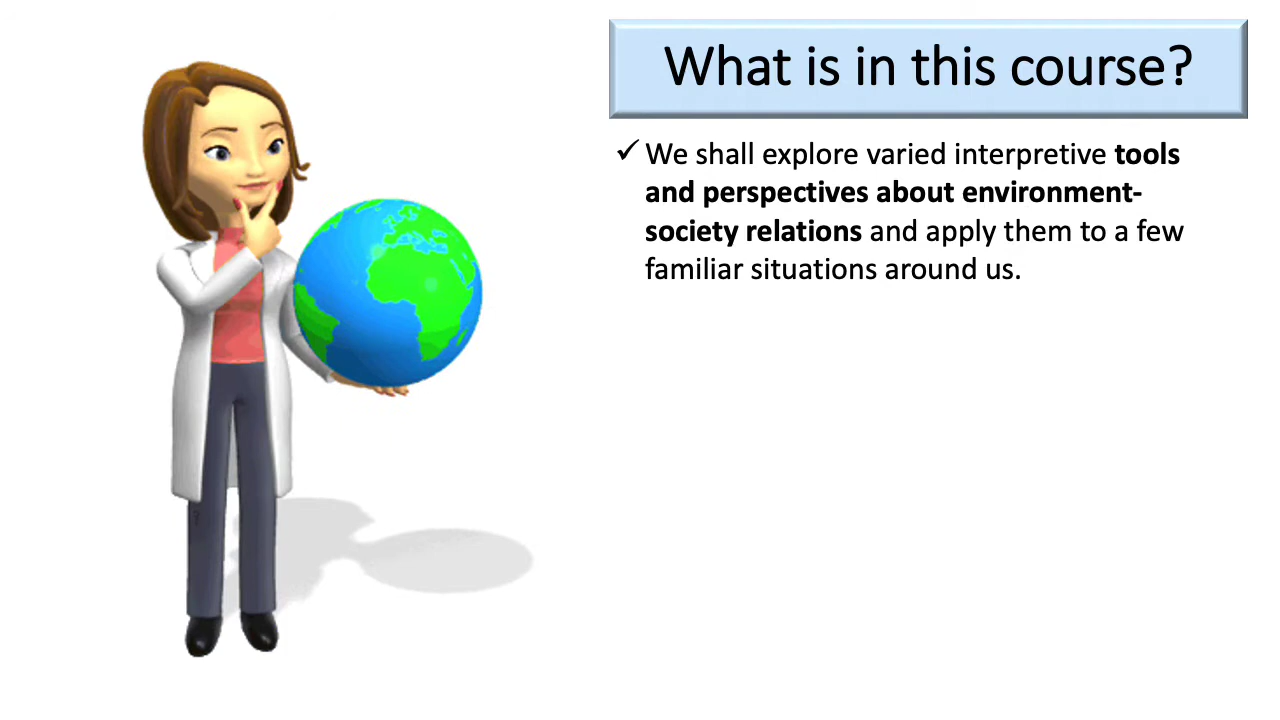 What is in this course?
✓ We shall explore varied interpretive tools
and perspectives about environment-
society relations and apply them to a few
familiar situations around us.